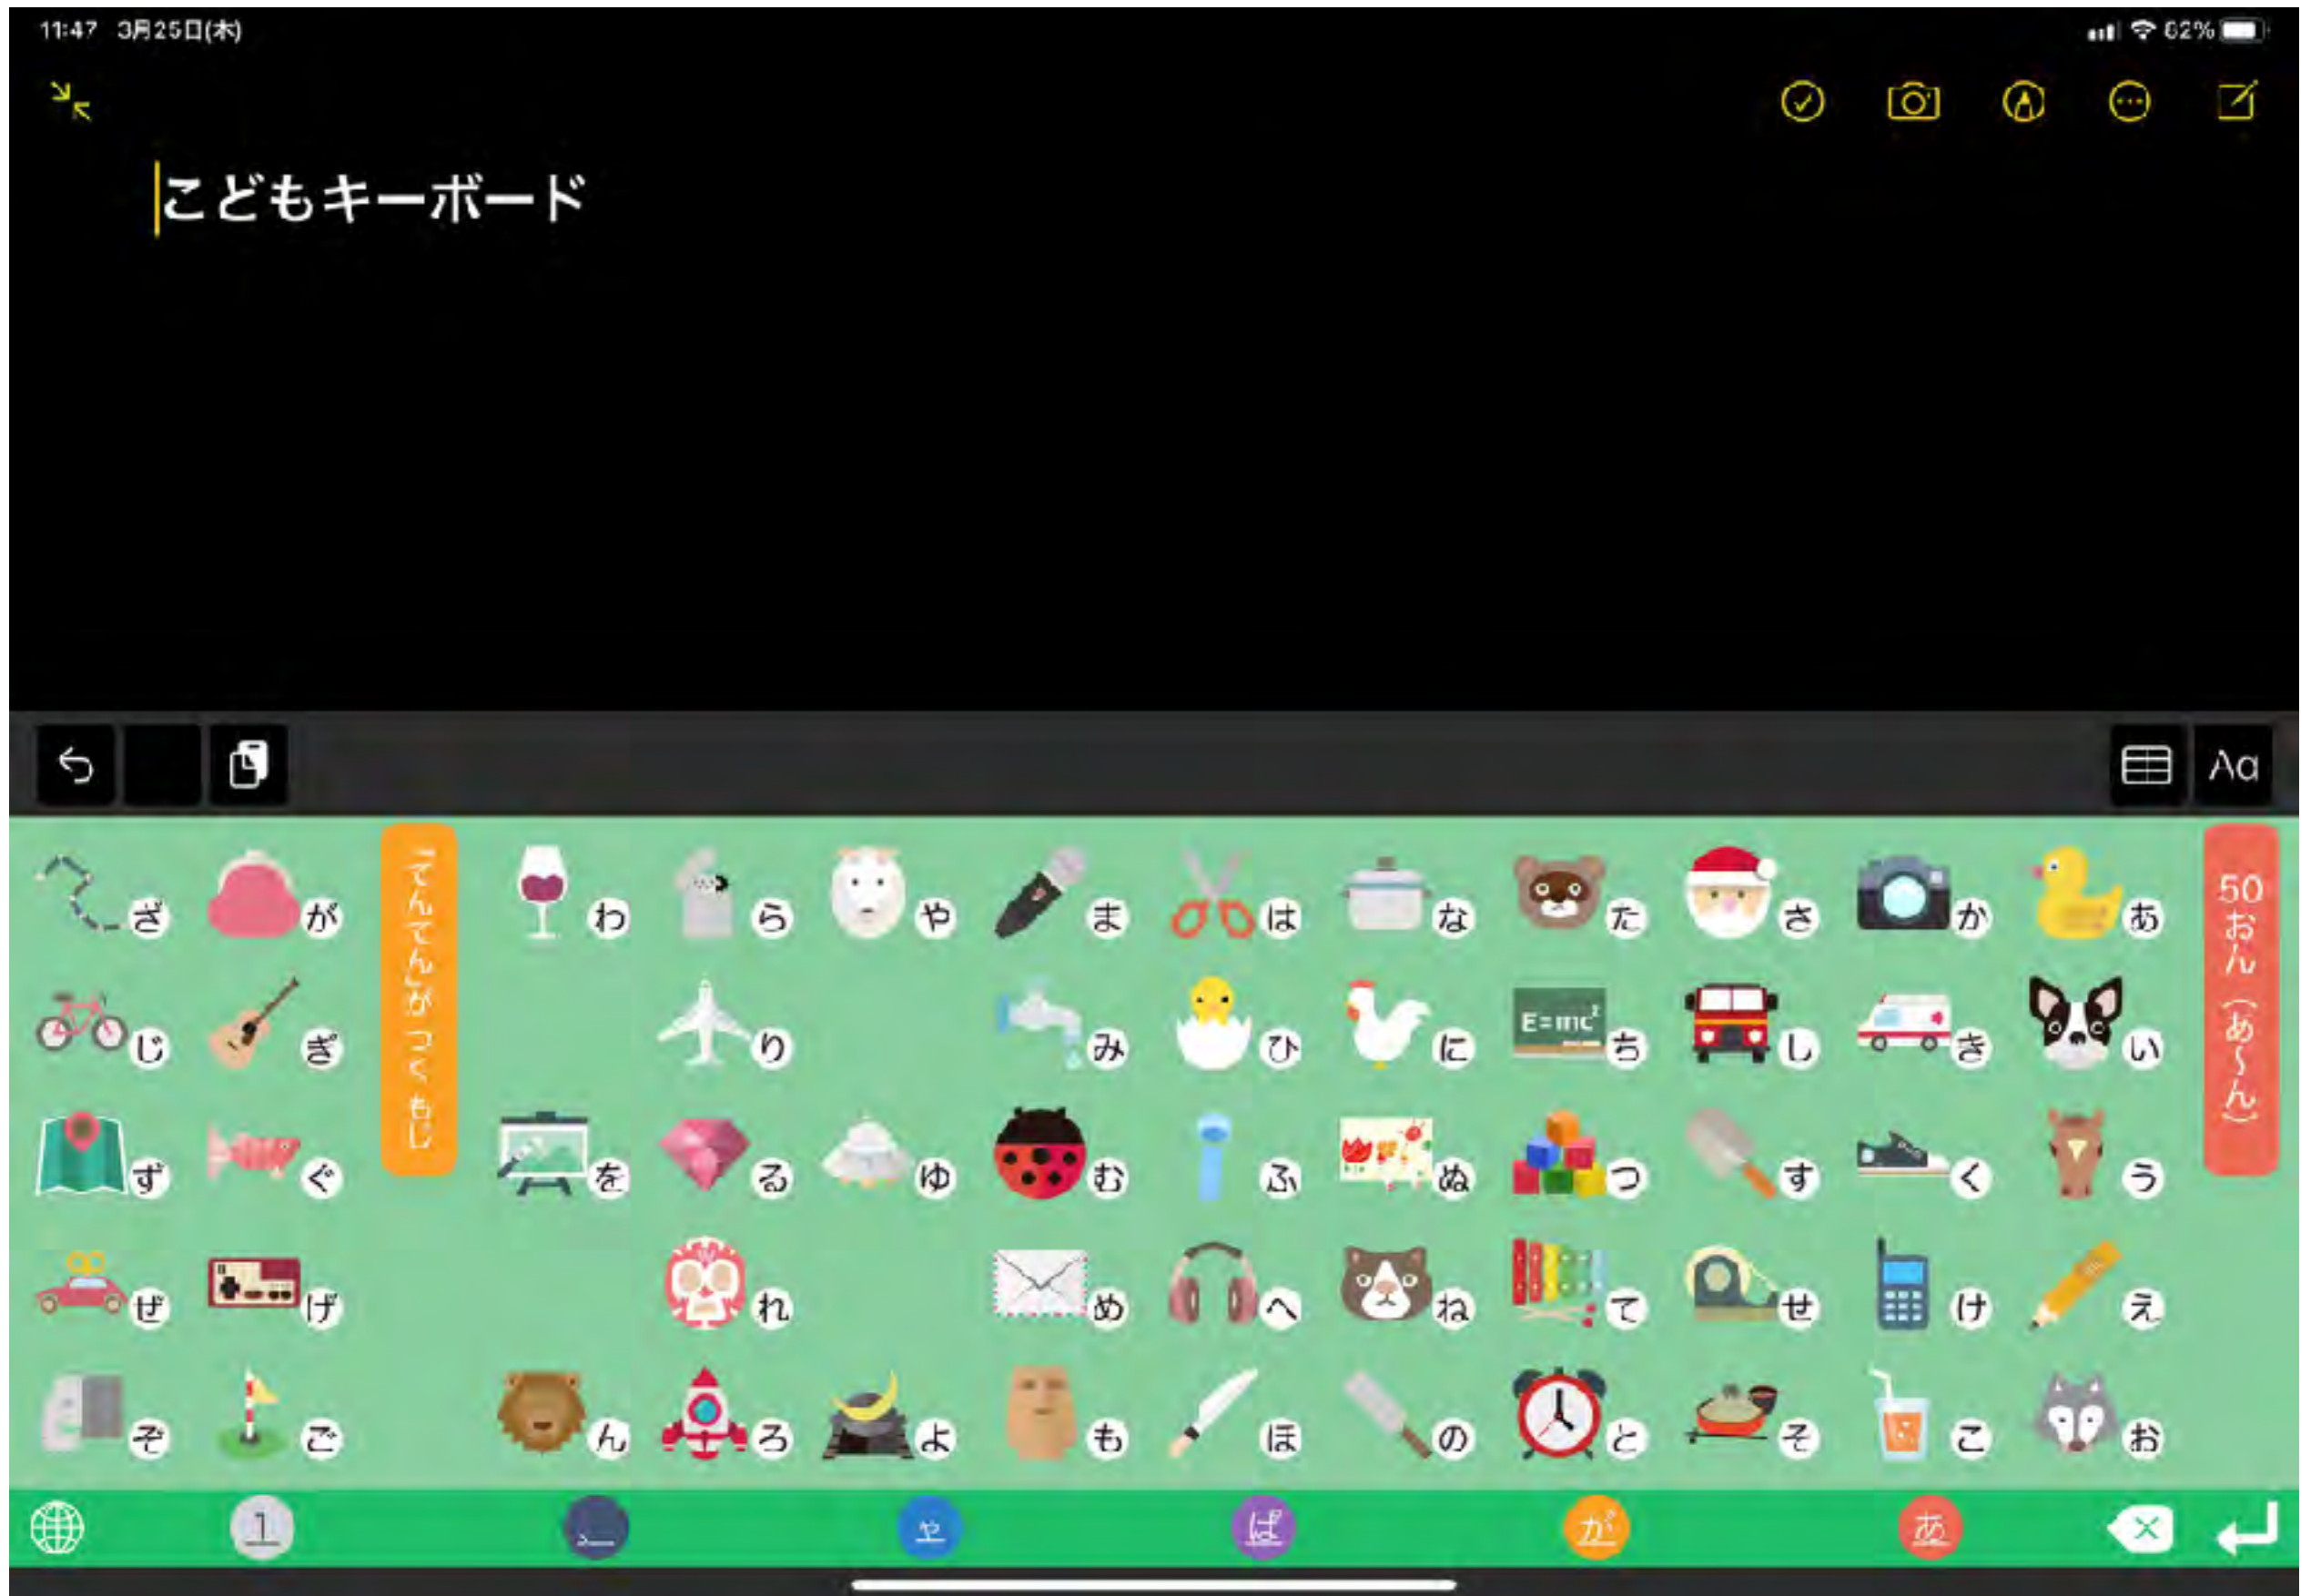 11:47 3月25日(木)
82%
こどもキーボード
Aa
50おん(あ～ん)
あ い う え お
か き く け こ
さ し す せ そ
た ち つ て と
E=mc²
な に ぬ ね の
は ひ ふ へ ほ
ま み む め も
や ゆ よ
ら り る れ ろ
わ を ん
「てんてん」がつくもじ
が ぎ ぐ げ ご
ざ じ ず ぜ ぞ
1 や ぱ が あ